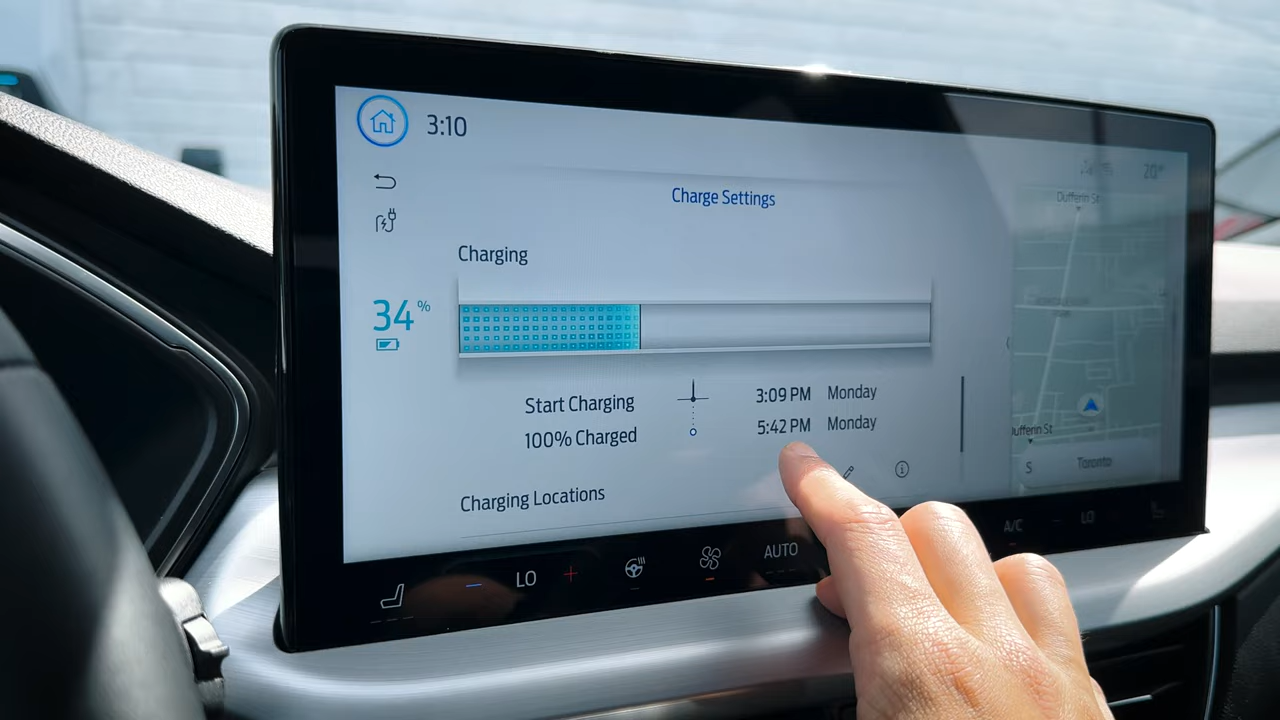 3:10
20°
Charge Settings
Dufferin St
Charging
34%
Start Charging 3:09 PM Monday
100% Charged 5:42 PM Monday
Dufferin St
S Toronto
Charging Locations
LO AUTO A/C LO